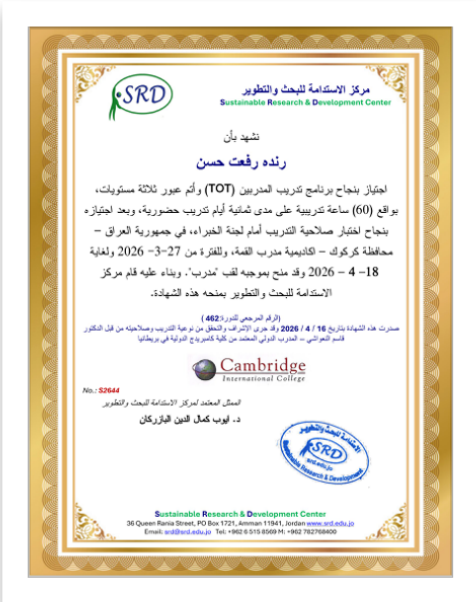 SRD
مركز الاستدامة للبحث والتطوير
Sustainable Research & Development Center
نشهد بأن
رنده رفعت حسن
اجتياز بنجاح برنامج تدريب المدربين (TOT) وأتم عبور ثلاثة مستويات،
بواقع (60) ساعة تدريبية على مدى ثمانية أيام تدريب حضورية، وبعد اجتيازه
بنجاح اختبار صلاحية التدريب أمام لجنة الخبراء، في جمهورية العراق –
محافظة كركوك – اكاديمية مدرب القمة، وللفترة من 27-3- 2026 ولغاية
18- 4 – 2026 وقد منح بموجبه لقب "مدرب". وبناء عليه قام مركز
الاستدامة للبحث والتطوير بمنحه هذه الشهادة.
(الرقم المرجعي للدورة: 462)
صدرت هذه الشهادة بتاريخ 16 / 4 / 2026 وقد جرى الإشراف والتحقق من نوعية التدريب وصلاحيته من قبل الدكتور
قاسم النعواشي – المدرب الدولي المعتمد من كلية كامبريدج الدولية في بريطانيا
Cambridge
International College
No.: S2644
الممثل المعتمد لمركز الاستدامة للبحث والتطوير
د. ايوب كمال الدين البازركان
الاستدامة للبحث والتطوير
SRD
srd.edu.jo
Sustainable Research & Development
Sustainable Research & Development Center
36 Queen Rania Street, PO Box 1721, Amman 11941, Jordan www.srd.edu.jo
Email: srd@srd.edu.jo Tel: +962 6 515 8569 M: +962 782768400